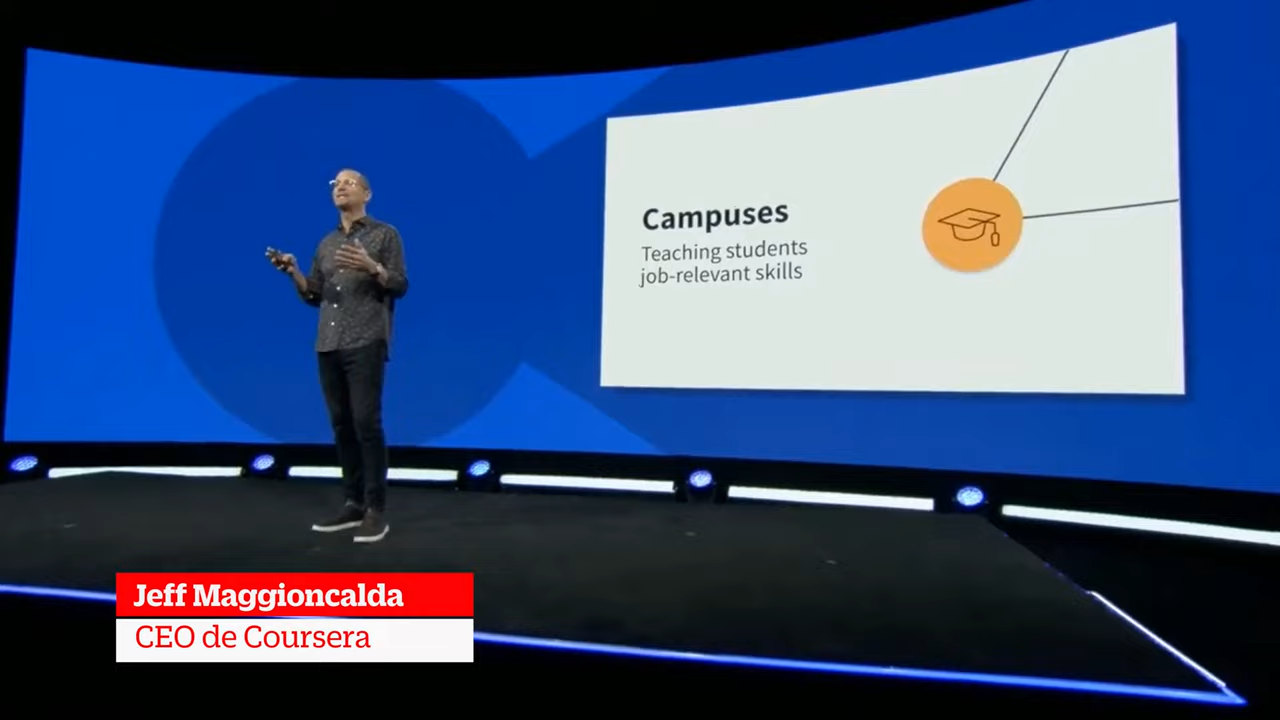 Campuses
Teaching students
job-relevant skills
Jeff Maggioncalda
CEO de Coursera